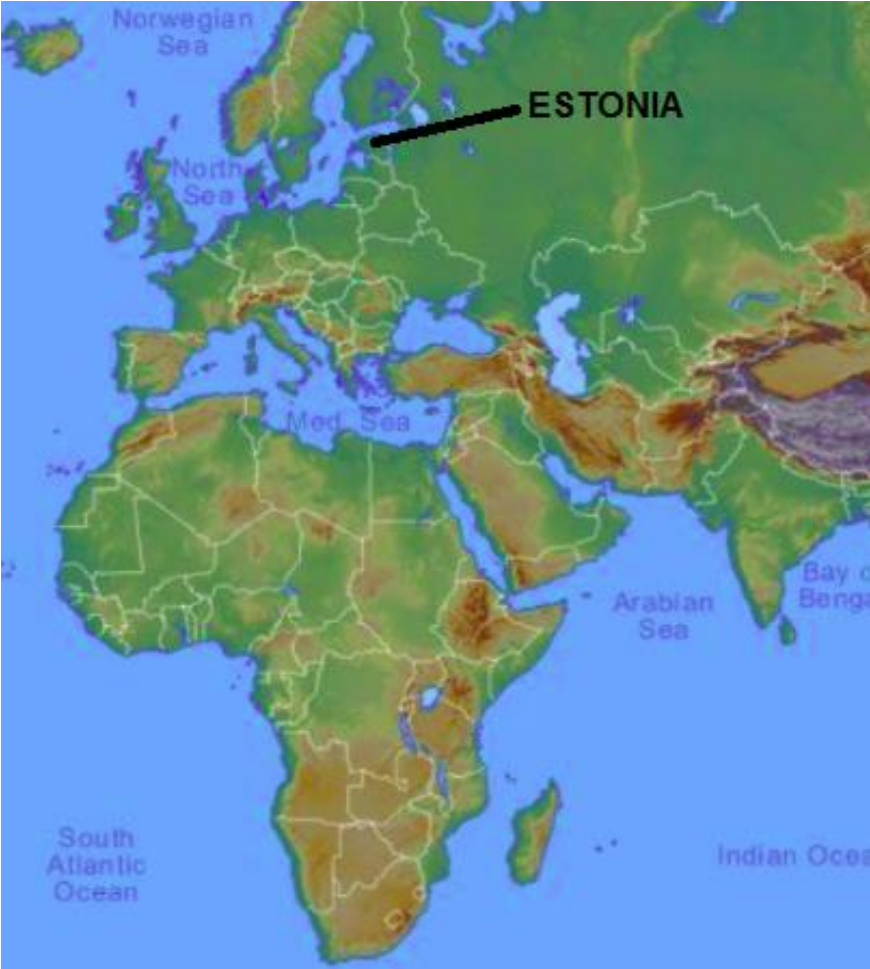 Norwegian
Sea
ESTONIA
North
Sea
Med. Sea
Arabian
Sea
Bay o
Benga
South
Atlantic
Ocean
Indian Ocea